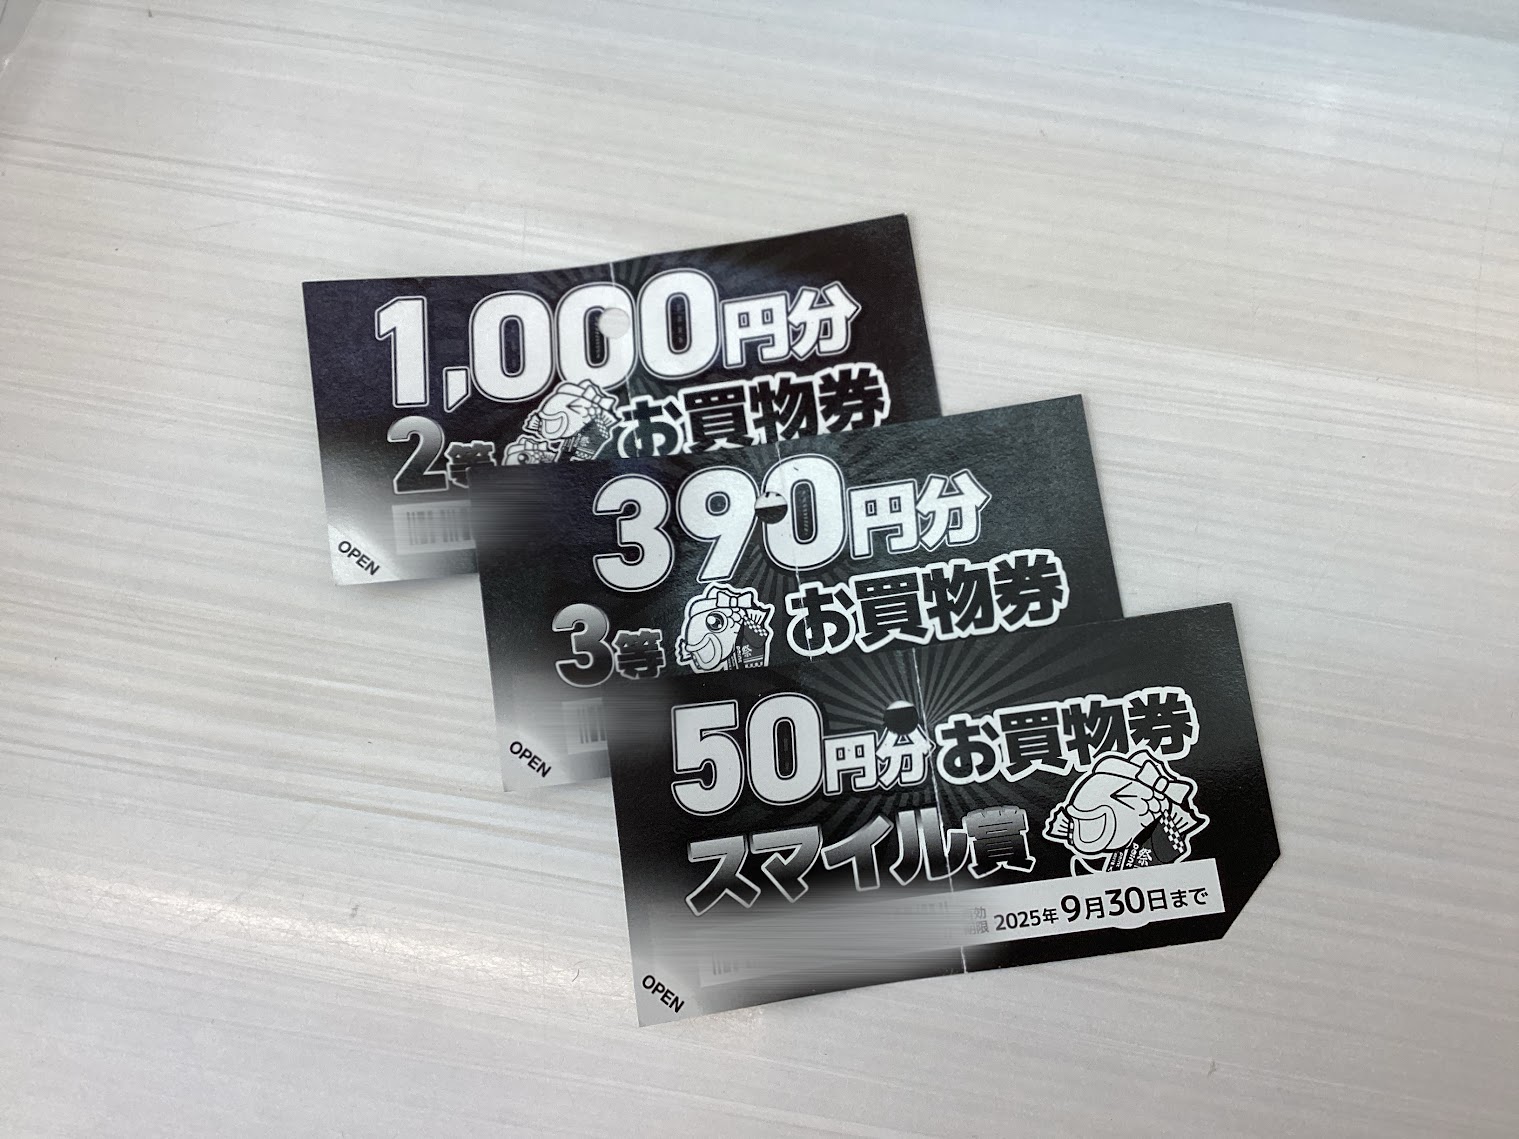 1,000円分
お買物券
2等
OPEN
390円分
お買物券
3等
OPEN
50円分お買物券
スマイル賞
有効
期限
2025年9月30日まで
OPEN